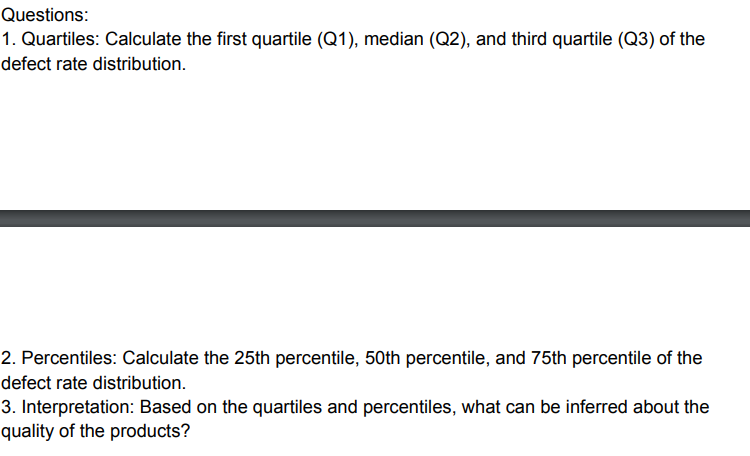 Questions:
1. Quartiles: Calculate the first quartile (Q1), median (Q2), and third quartile (Q3) of the
defect rate distribution.
2. Percentiles: Calculate the 25th percentile, 50th percentile, and 75th percentile of the
defect rate distribution.
3. Interpretation: Based on the quartiles and percentiles, what can be inferred about the
quality of the products?